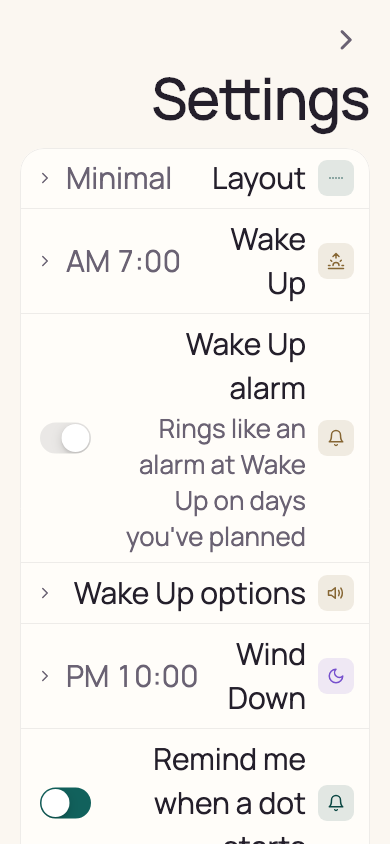 Settings
Layout
Minimal
Wake
Up
AM 7:00
Wake Up
alarm
Rings like an
alarm at Wake
Up on days
you've planned
Wake Up options
Wind
Down
PM 10:00
Remind me
when a dot